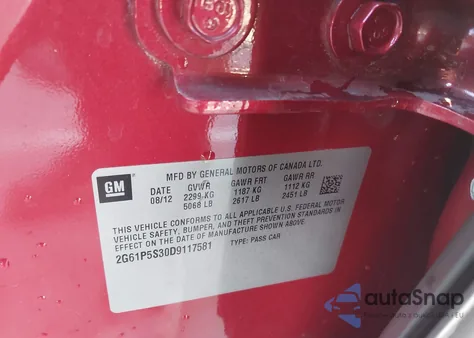 GM
MFD BY GENERAL MOTORS OF CANADA LTD.
DATE GVWR GAWR FRT GAWR RR
08/12 2299 KG 1187 KG 1112 KG
5068 LB 2617 LB 2451 LB
THIS VEHICLE CONFORMS TO ALL APPLICABLE U.S. FEDERAL MOTOR
VEHICLE SAFETY, BUMPER, AND THEFT PREVENTION STANDARDS IN
EFFECT ON THE DATE OF MANUFACTURE SHOWN ABOVE.
2G61P5S30D9117581 TYPE: PASS CAR
autoSnap